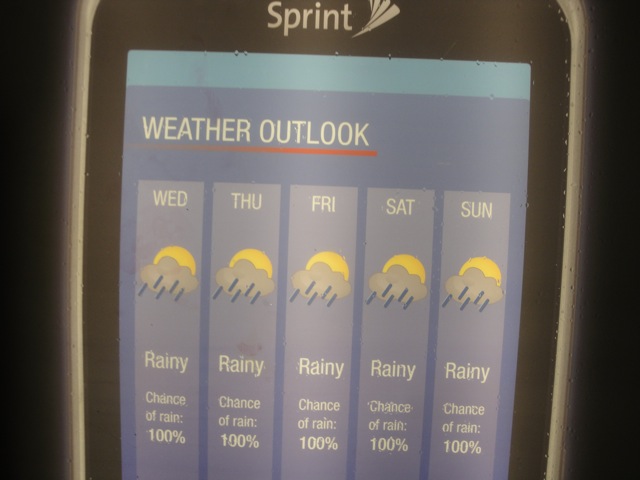 Sprint
WEATHER OUTLOOK
WED THU FRI SAT SUN
Rainy Rainy Rainy Rainy Rainy
Chance Chance Chance Chance Chance
of rain: of rain: of rain: of rain: of rain:
100% 100% 100% 100% 100%